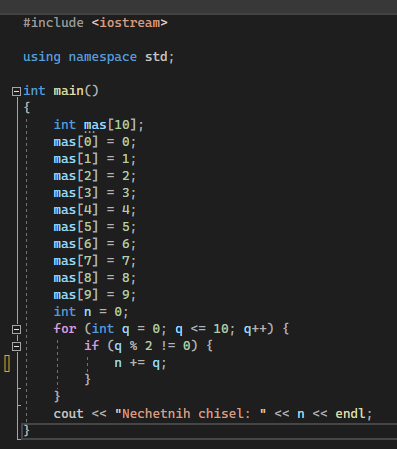 #include <iostream>
using namespace std;
int main()
{
int mas[10];
mas[0] = 0;
mas[1] = 1;
mas[2] = 2;
mas[3] = 3;
mas[4] = 4;
mas[5] = 5;
mas[6] = 6;
mas[7] = 7;
mas[8] = 8;
mas[9] = 9;
int n = 0;
for (int q = 0; q <= 10; q++) {
if (q % 2 != 0) {
n += q;
}
}
cout << "Nechetnih chisel: " << n << endl;
}